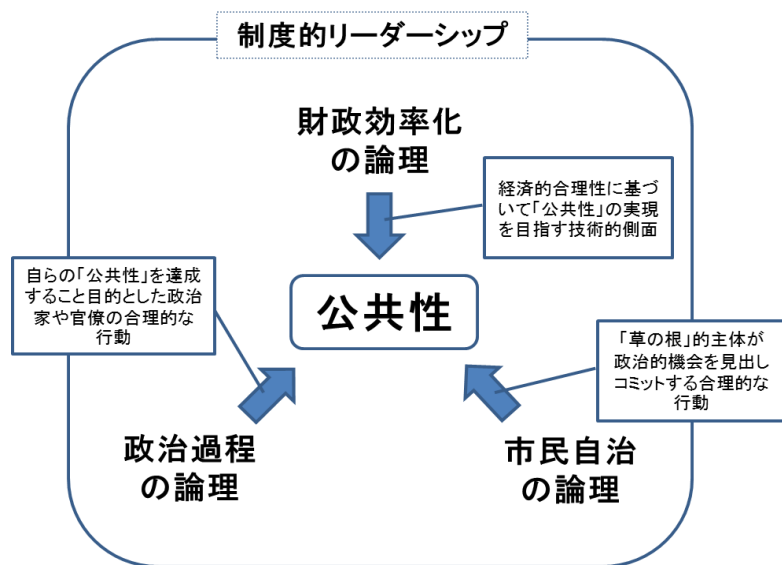 制度的リーダーシップ
財政効率化
の論理
経済的合理性に基づ
いて「公共性」の実現
を目指す技術的側面
自らの「公共性」を達成
すること目的とした政治
家や官僚の合理的な
行動
公共性
「草の根」的主体が
政治的機会を見出し
コミットする合理的な
行動
政治過程
の論理
市民自治
の論理